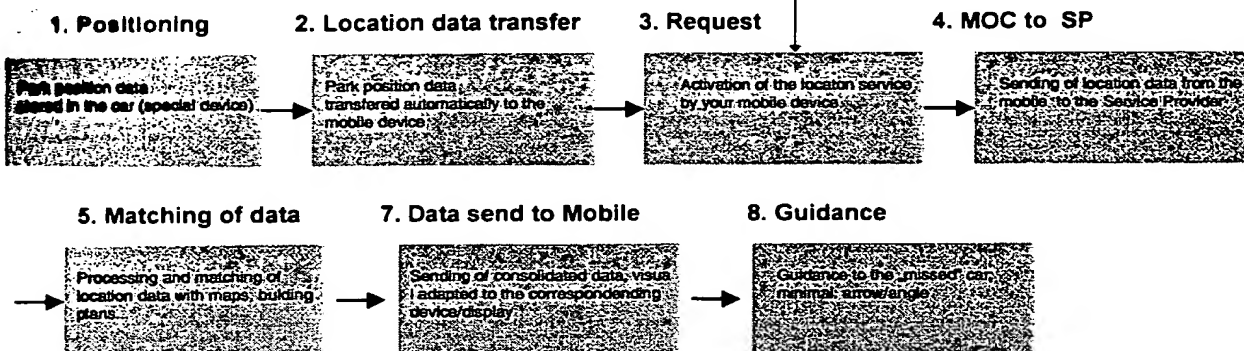 1. Positioning
2. Location data transfer
3. Request
4. MOC to SP
Park position data
stored in the car (special device)
Park position data
transferred automatically to the
mobile device
Activation of the locaton service
by your mobile device
Sending of location data from the
mobile to the Service Provider
5. Matching of data
7. Data send to Mobile
8. Guidance
Processing and matching of
location data with maps, building
plans...
Sending of consolidated data, visua
l adapted to the correspondending
device/display
Guidance to the „missed" car,
minimal: arrow/angle